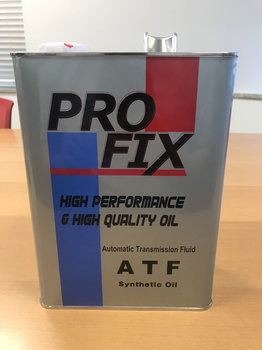 PRO
FIX
HIGH PERFORMANCE
& HIGH QUALITY OIL
Automatic Transmission Fluid
ATF
Synthetic Oil